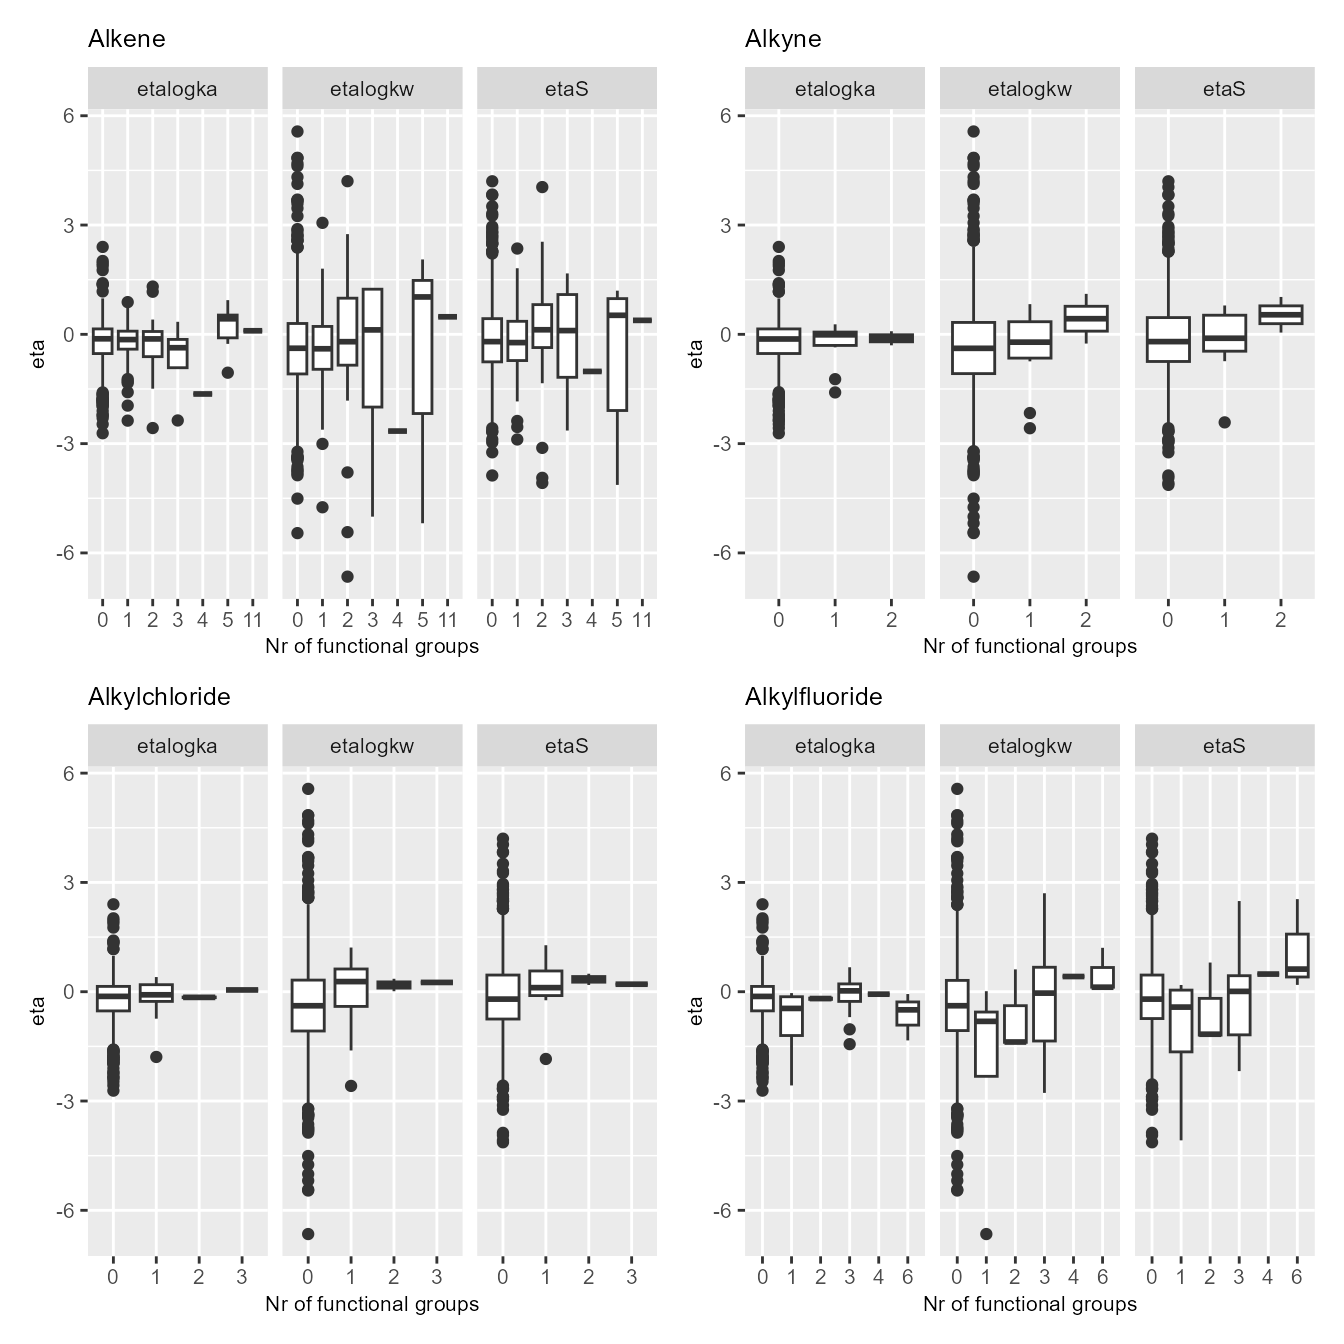 Alkene
etalogka etalogkw etaS
6
3
0
-3
-6
eta
0 1 2 3 4 5 11 0 1 2 3 4 5 11 0 1 2 3 4 5 11
Nr of functional groups
Alkyne
etalogka etalogkw etaS
6
3
0
-3
-6
eta
0 1 2 0 1 2 0 1 2
Nr of functional groups
Alkylchloride
etalogka etalogkw etaS
6
3
0
-3
-6
eta
0 1 2 3 0 1 2 3 0 1 2 3
Nr of functional groups
Alkylfluoride
etalogka etalogkw etaS
6
3
0
-3
-6
eta
0 1 2 3 4 6 0 1 2 3 4 6 0 1 2 3 4 6
Nr of functional groups